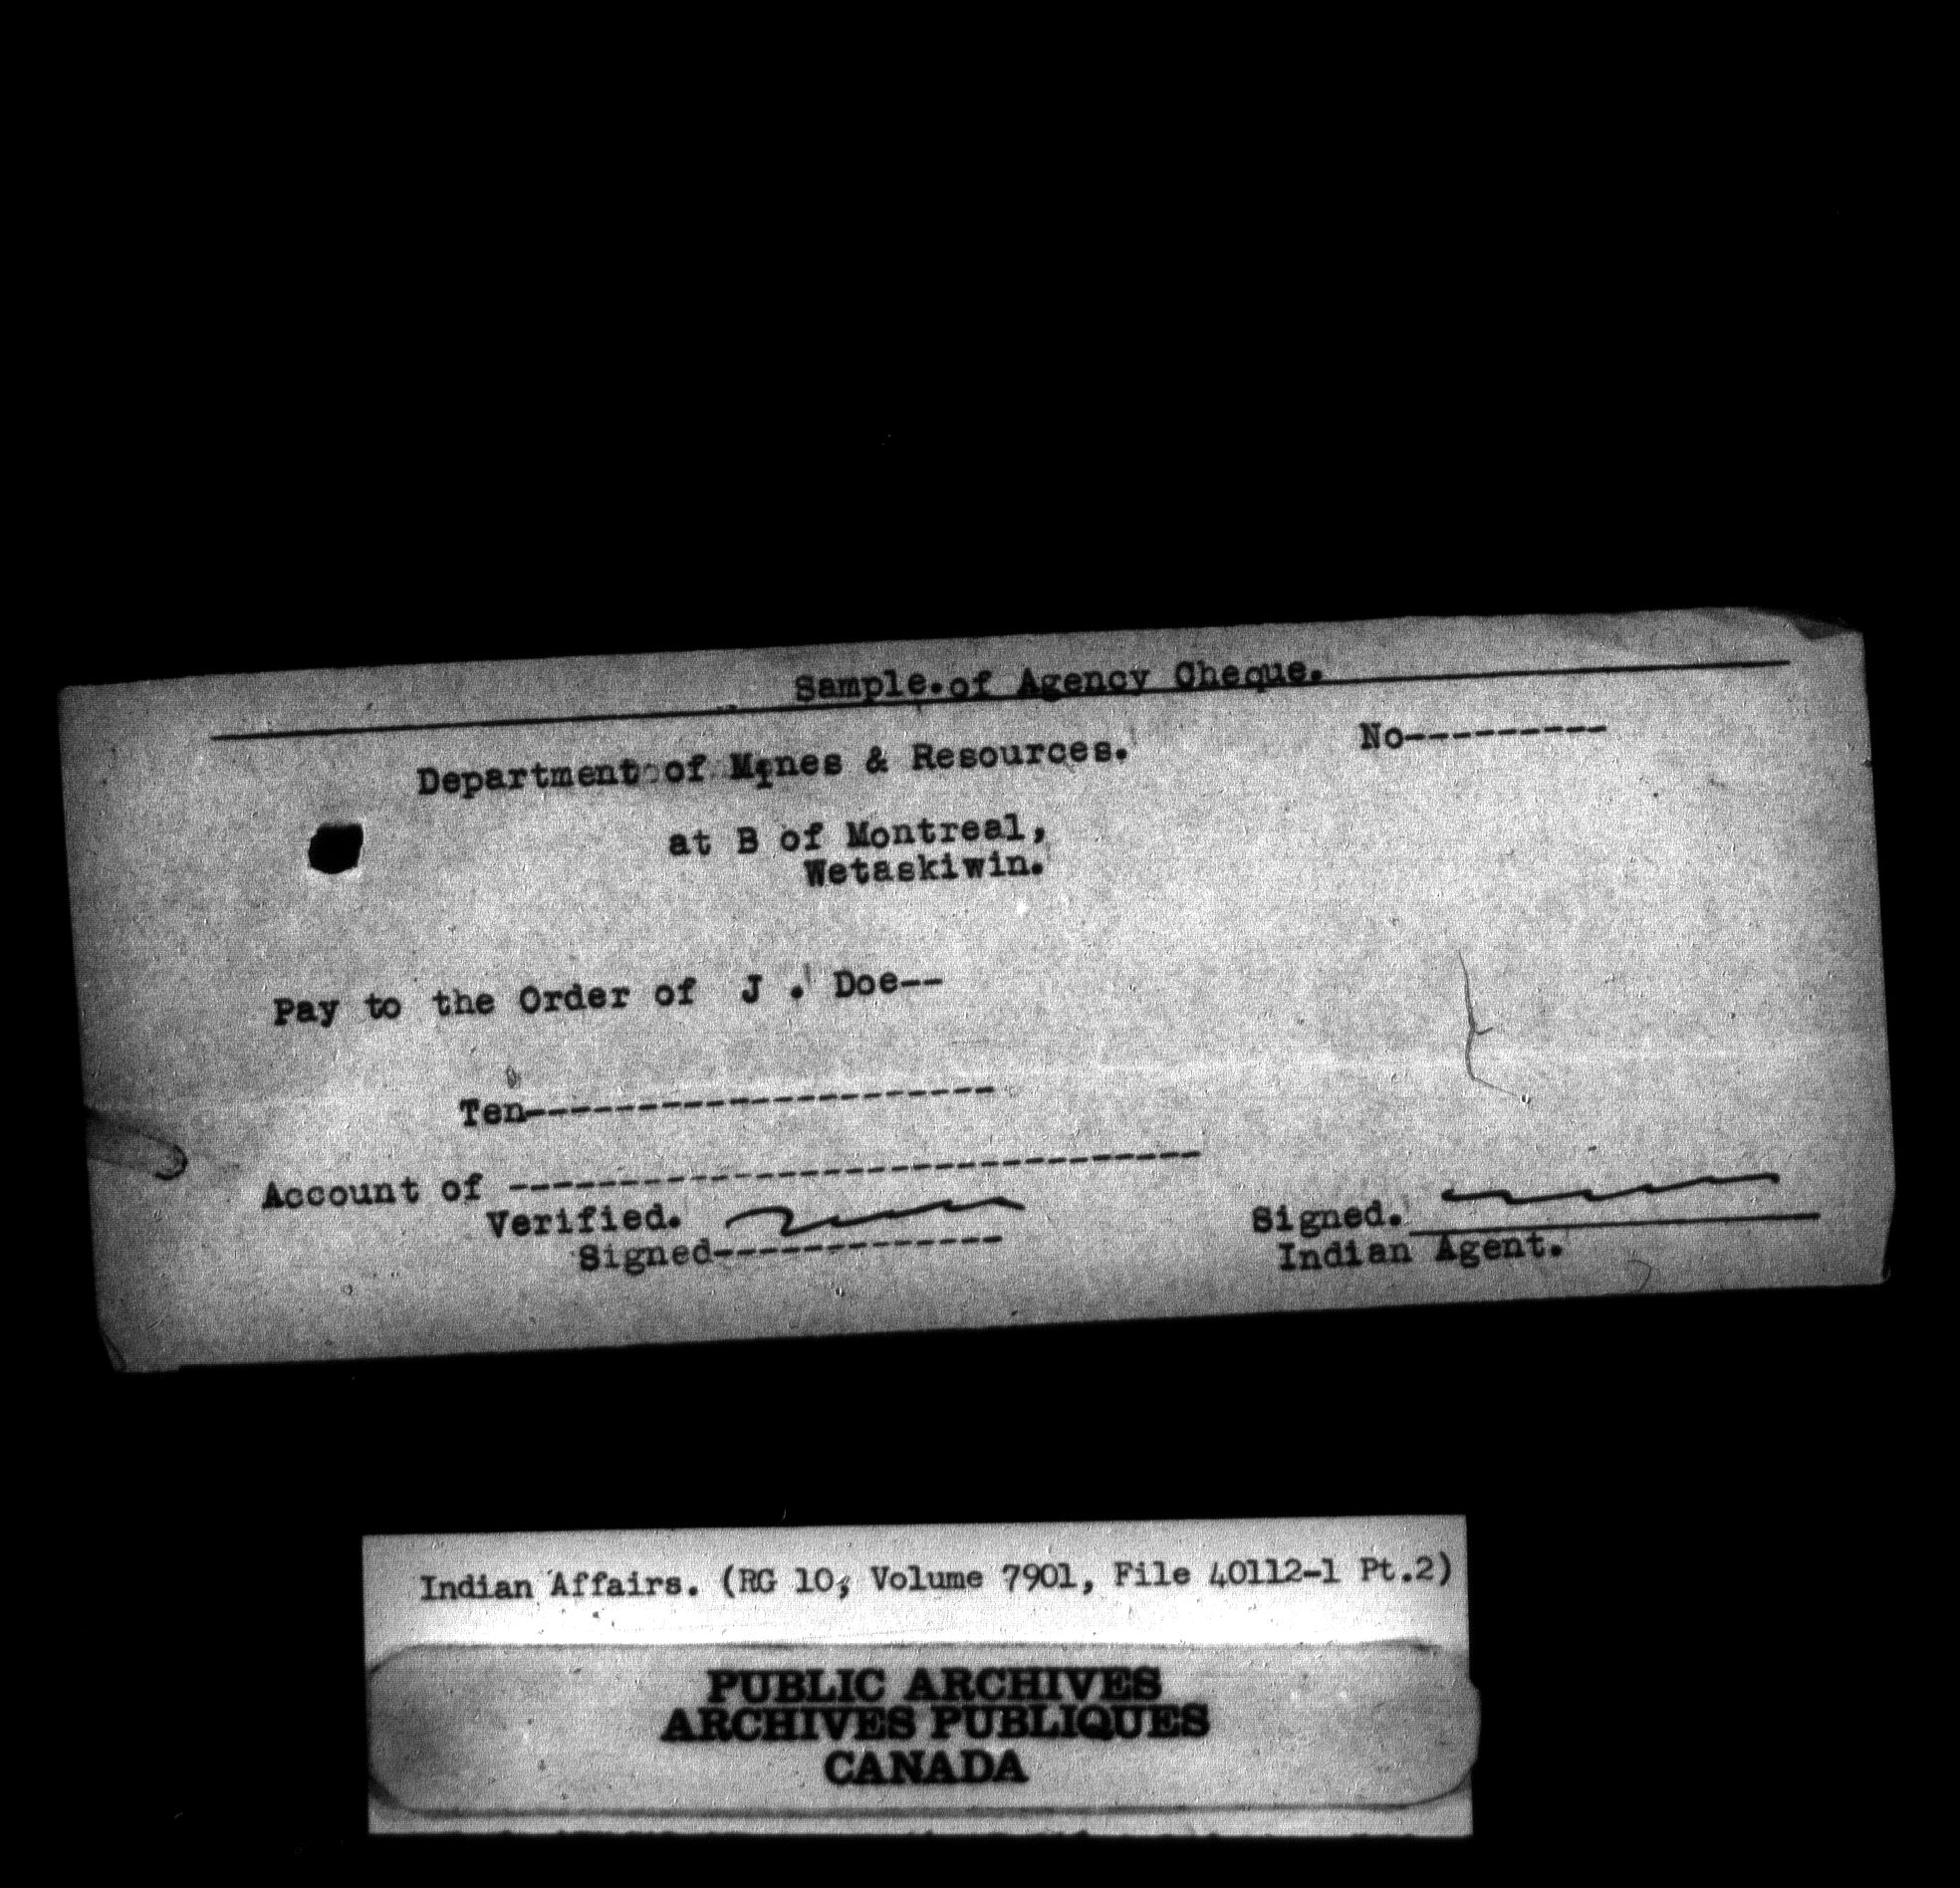 Sample.of Agency Cheque.
Department of Mines & Resources. No---------
at B of Montreal,
Wetaskiwin.
Pay to the Order of J . Doe--
Ten---------------------
Account of -------------------------------
Verified.
Signed-------------
Signed.
Indian Agent.
Indian Affairs. (RG 10, Volume 7901, File 40112-1 Pt.2)
PUBLIC ARCHIVES
ARCHIVES PUBLIQUES
CANADA